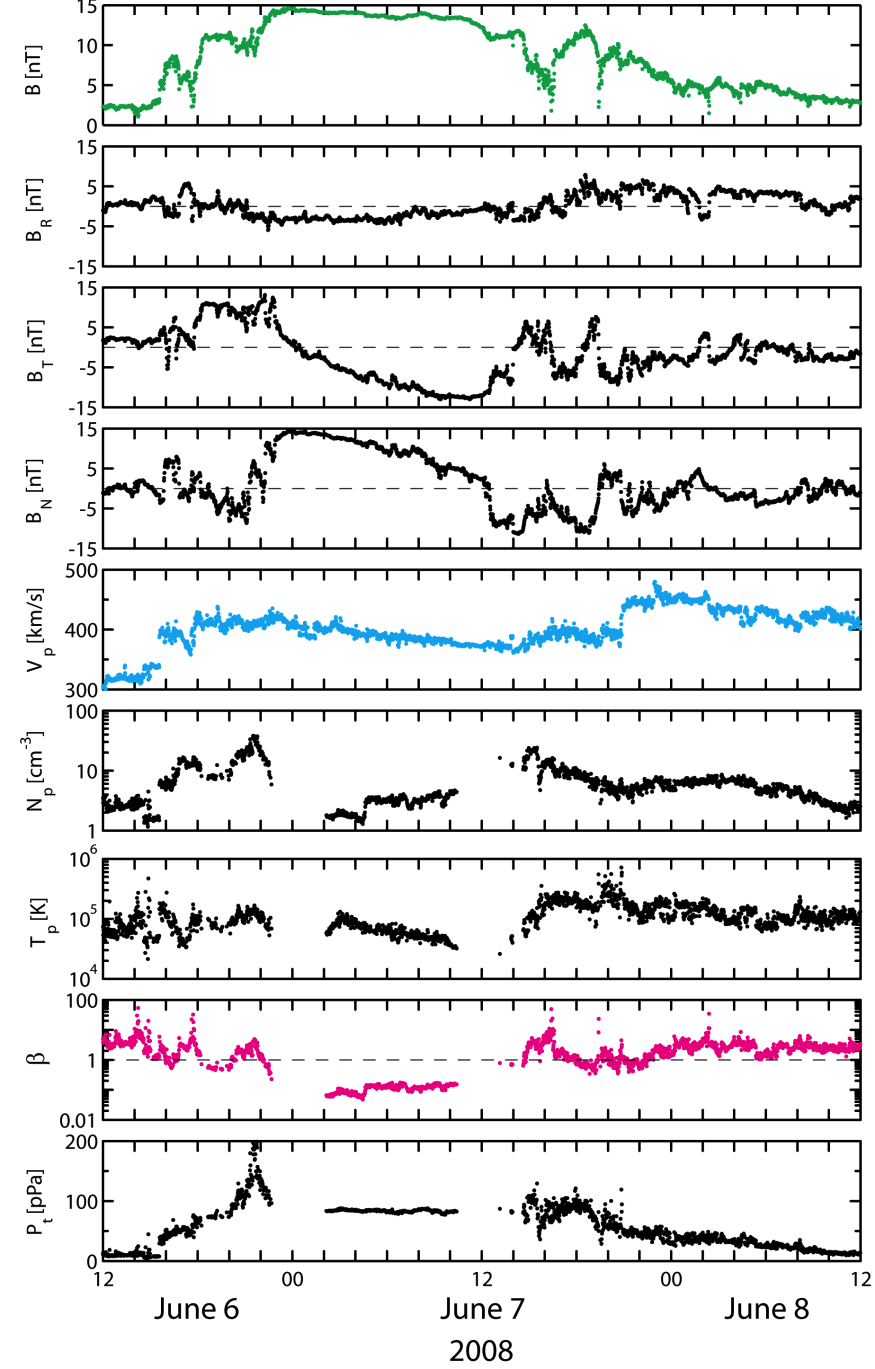 15
10
5
0
B [nT]
15
5
-5
-15
B_R [nT]
15
5
-5
-15
B_T [nT]
15
5
-5
-15
B_N [nT]
500
400
300
V_p [km/s]
100
10
1
N_p [cm^-3]
10^6
10^5
10^4
T_p [K]
100
1
0.01
β
200
100
0
P_t [pPa]
12 00 12 00 12
June 6 June 7 June 8
2008